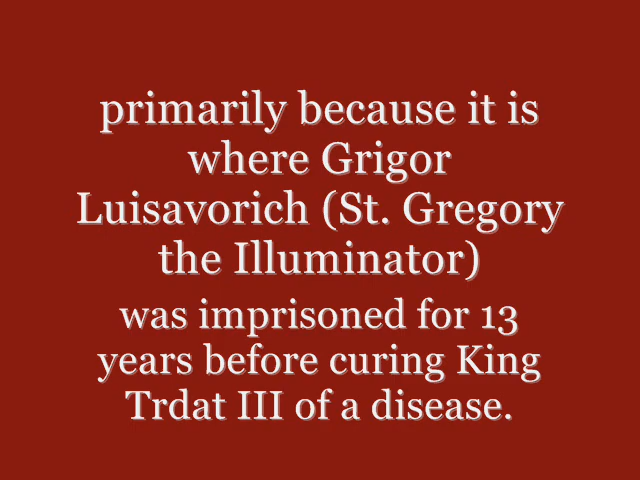 primarily because it is
where Grigor
Luisavorich (St. Gregory
the Illuminator)
was imprisoned for 13
years before curing King
Trdat III of a disease.